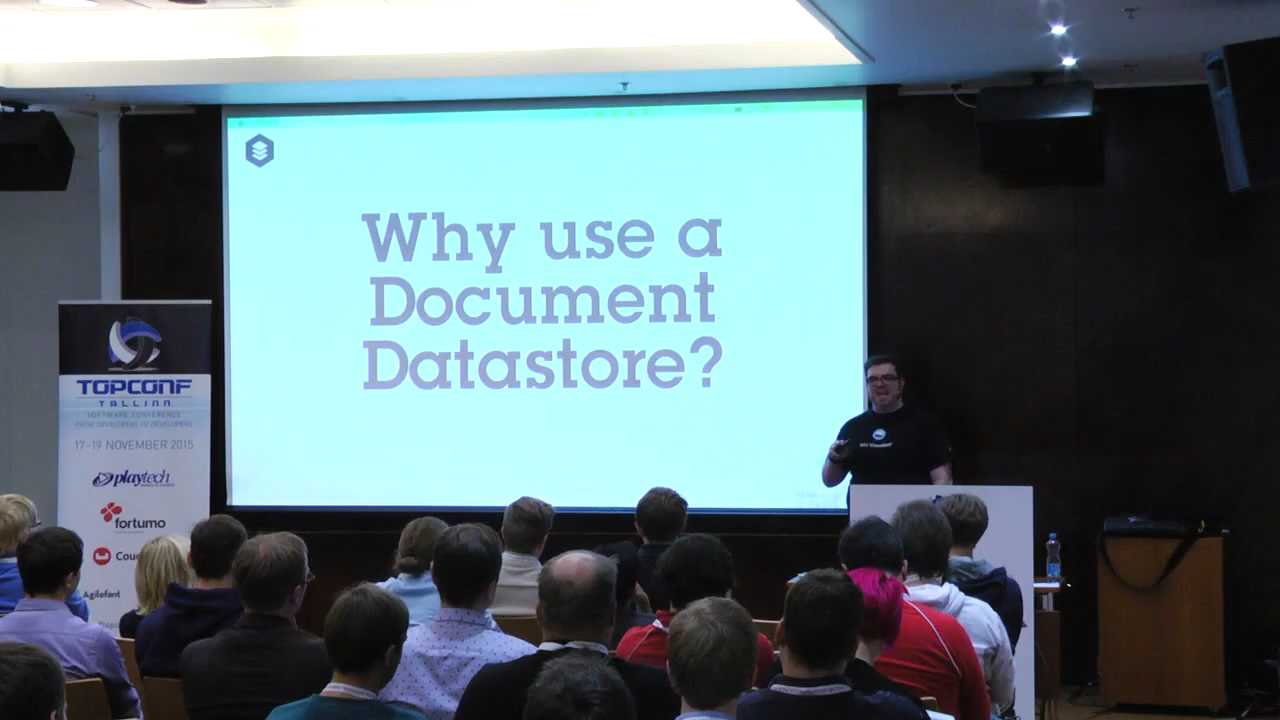 Why use a
Document
Datastore?
TOPCONF
TALLINN
SOFTWARE CONFERENCE
FROM DEVELOPERS TO DEVELOPERS
17-19 NOVEMBER 2015
playtech
fortumo
Cou
Agilefant